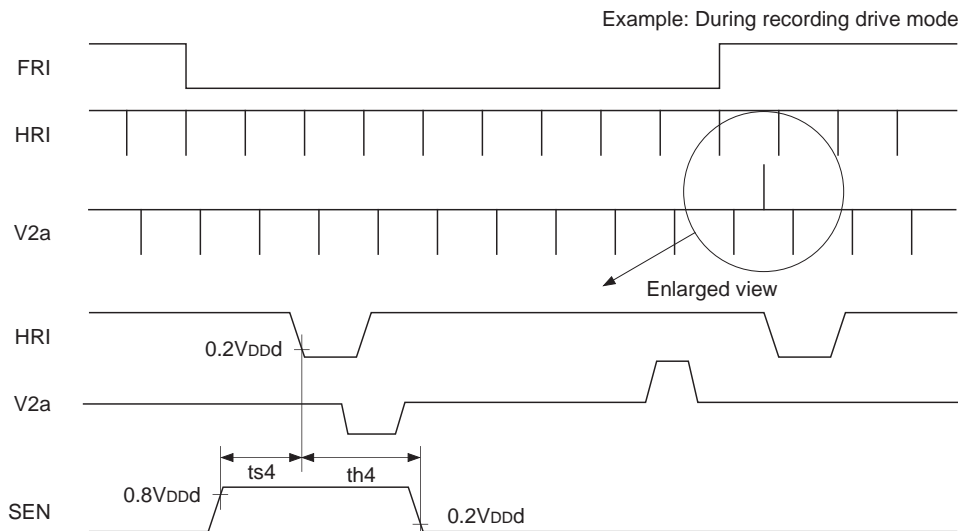 Example: During recording drive mode
FRI
HRI
V2a
Enlarged view
HRI
0.2VDDd
V2a
ts4 th4
0.8VDDd
SEN
0.2VDDd